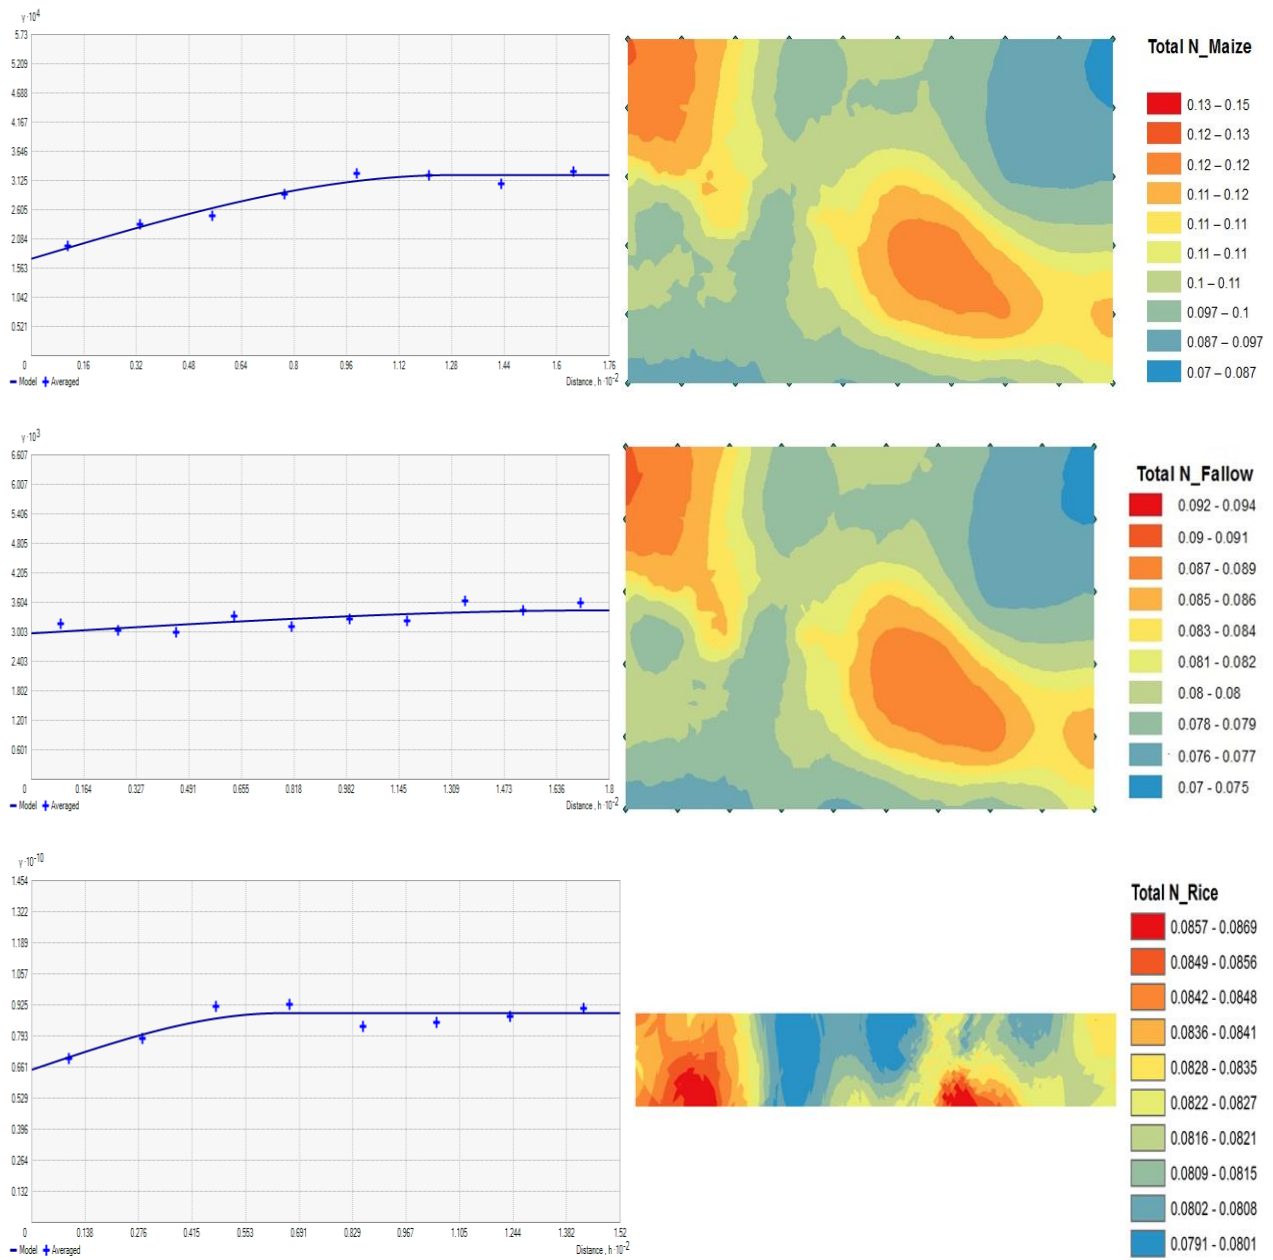 γ·10⁴
5.73
5.209
4.688
4.167
3.646
3.125
2.605
2.084
1.563
1.042
0.521
0 0.16 0.32 0.48 0.64 0.8 0.96 1.12 1.28 1.44 1.6 1.76
Model Averaged Distance , h ·10⁻²
Total N_Maize
0.13 – 0.15
0.12 – 0.13
0.12 – 0.12
0.11 – 0.12
0.11 – 0.11
0.11 – 0.11
0.1 – 0.11
0.097 – 0.1
0.087 – 0.097
0.07 – 0.087
γ·10³
6.607
6.007
5.406
4.805
4.205
3.604
3.003
2.403
1.802
1.201
0.601
0 0.164 0.327 0.491 0.655 0.818 0.982 1.145 1.309 1.473 1.636 1.8
Model Averaged Distance , h ·10⁻²
Total N_Fallow
0.092 - 0.094
0.09 - 0.091
0.087 - 0.089
0.085 - 0.086
0.083 - 0.084
0.081 - 0.082
0.08 - 0.08
0.078 - 0.079
0.076 - 0.077
0.07 - 0.075
γ·10⁻¹⁰
1.454
1.322
1.189
1.057
0.925
0.793
0.661
0.529
0.396
0.264
0.132
0 0.138 0.276 0.415 0.553 0.691 0.829 0.967 1.105 1.244 1.382 1.52
Model Averaged Distance , h ·10⁻²
Total N_Rice
0.0857 - 0.0869
0.0849 - 0.0856
0.0842 - 0.0848
0.0836 - 0.0841
0.0828 - 0.0835
0.0822 - 0.0827
0.0816 - 0.0821
0.0809 - 0.0815
0.0802 - 0.0808
0.0791 - 0.0801